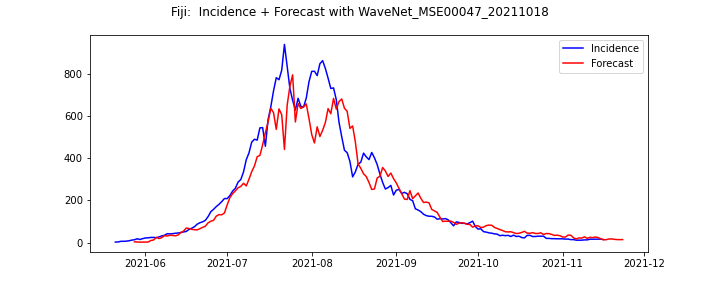 Fiji:  Incidence + Forecast with WaveNet_MSE00047_20211018
Incidence
Forecast
800
600
400
200
0
2021-06 2021-07 2021-08 2021-09 2021-10 2021-11 2021-12